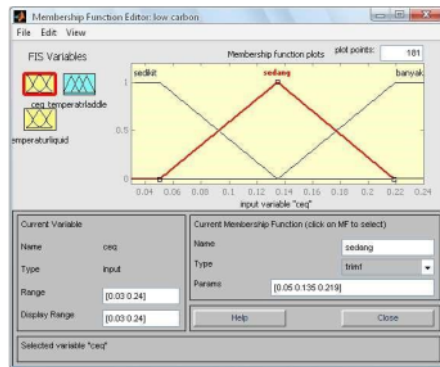 Membership Function Editor: low carbon
File Edit View
FIS Variables
ceq temperatrladdle
emperaturliquid
Membership function plots plot points: 181
sedikit sedang banyak
1
0.5
0
0.04 0.06 0.08 0.1 0.12 0.14 0.16 0.18 0.2 0.22 0.24
input variable "ceq"
Current Variable
Name ceq
Type input
Range [0.03 0.24]
Display Range [0.03 0.24]
Current Membership Function (click on MF to select)
Name sedang
Type trimf
Params [0.05 0.135 0.219]
Help Close
Selected variable "ceq"